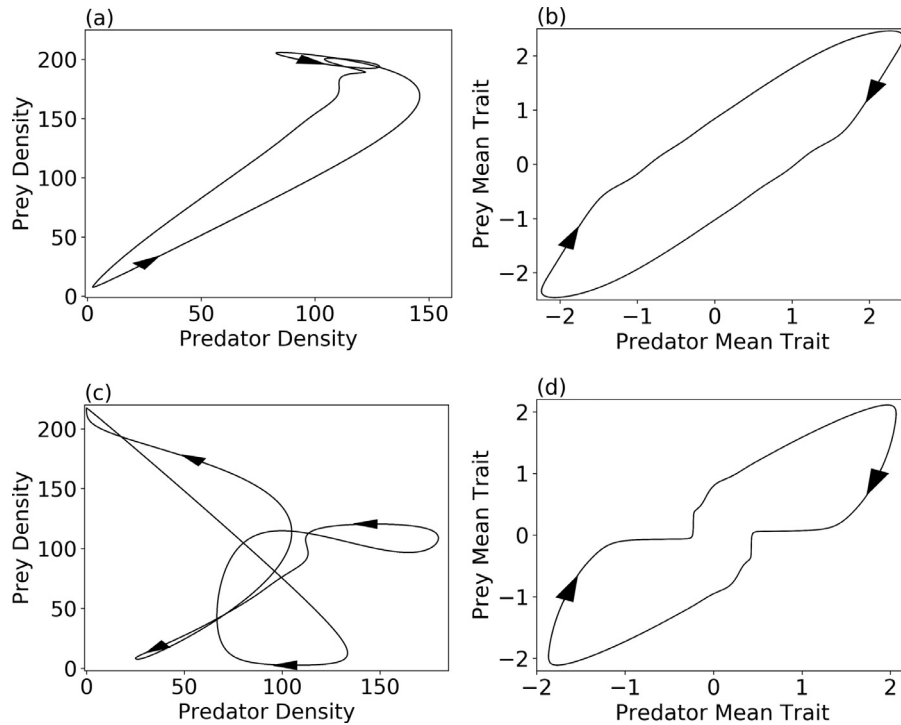 (a)
200
150
100
50
0
Prey Density
0 50 100 150
Predator Density
(b)
2
1
0
−1
−2
Prey Mean Trait
−2 −1 0 1 2
Predator Mean Trait
(c)
200
150
100
50
0
Prey Density
0 50 100 150
Predator Density
(d)
2
1
0
−1
−2
Prey Mean Trait
−2 −1 0 1 2
Predator Mean Trait